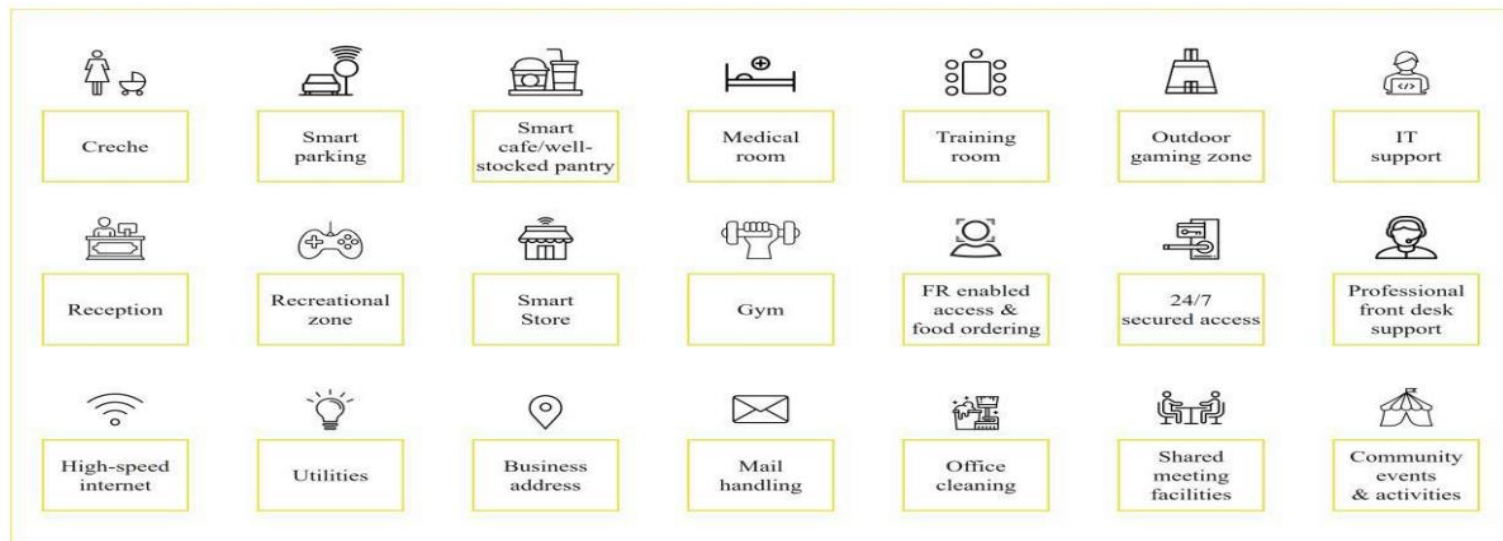 Creche
Smart
parking
Smart
cafe/well-
stocked pantry
Medical
room
Training
room
Outdoor
gaming zone
IT
support
Reception
Recreational
zone
Smart
Store
Gym
FR enabled
access &
food ordering
24/7
secured access
Professional
front desk
support
High-speed
internet
Utilities
Business
address
Mail
handling
Office
cleaning
Shared
meeting
facilities
Community
events
& activities